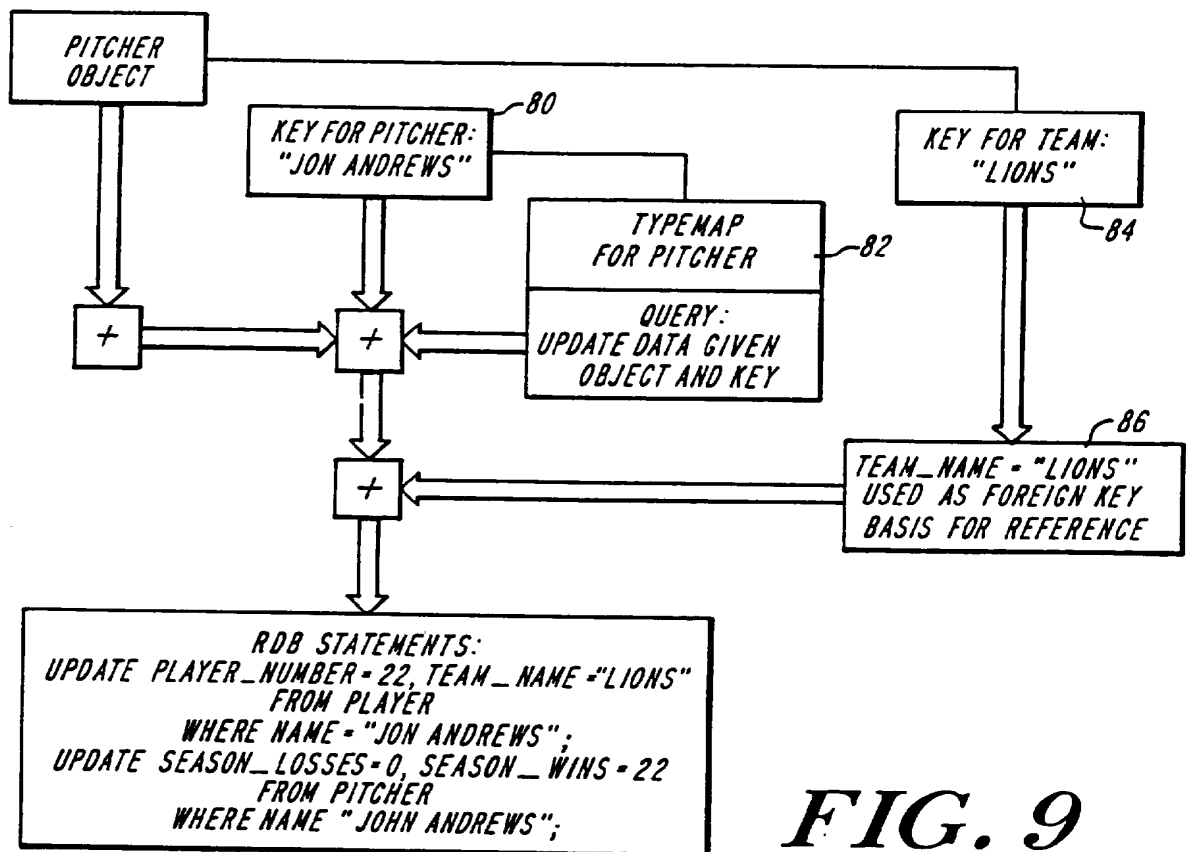 PITCHER
OBJECT
80
KEY FOR PITCHER:
"JON ANDREWS"
KEY FOR TEAM:
"LIONS"
84
TYPEMAP
FOR PITCHER
82
QUERY:
UPDATE DATA GIVEN
OBJECT AND KEY
+
+
86
TEAM_NAME = "LIONS"
USED AS FOREIGN KEY
BASIS FOR REFERENCE
+
RDB STATEMENTS:
UPDATE PLAYER_NUMBER=22, TEAM_NAME="LIONS"
FROM PLAYER
WHERE NAME = "JON ANDREWS";
UPDATE SEASON_LOSSES=0, SEASON_WINS=22
FROM PITCHER
WHERE NAME "JOHN ANDREWS";
FIG. 9